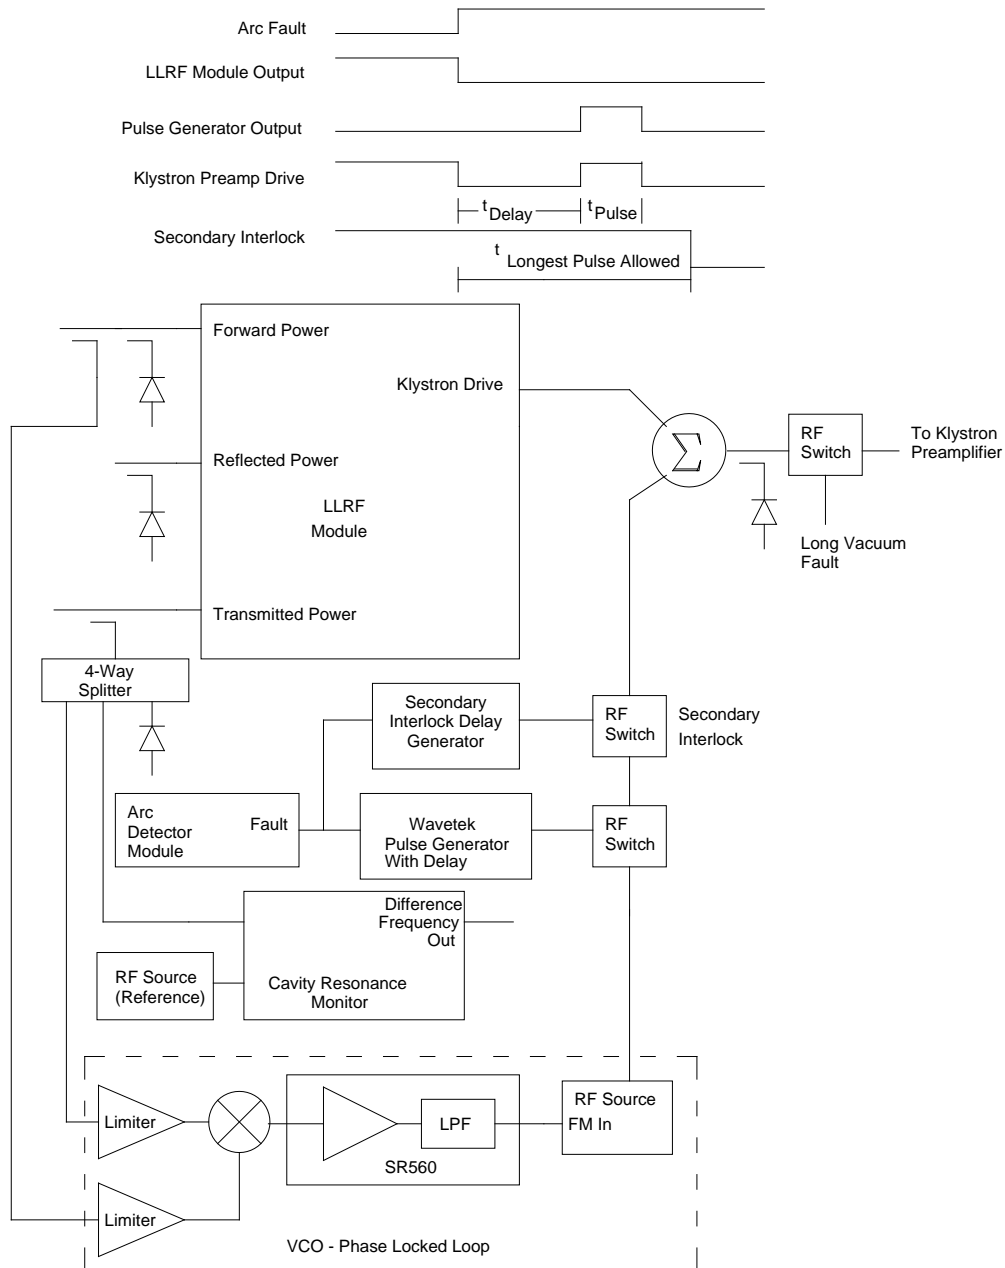 Arc Fault
LLRF Module Output
Pulse Generator Output
Klystron Preamp Drive
t Delay
t Pulse
Secondary Interlock
t Longest Pulse Allowed
Forward Power
Klystron Drive
Reflected Power
LLRF
Module
Transmitted Power
Σ
RF
Switch
To Klystron
Preamplifier
Long Vacuum
Fault
4-Way
Splitter
Secondary
Interlock Delay
Generator
RF
Switch
Secondary
Interlock
Arc
Detector
Module
Fault
Wavetek
Pulse Generator
With Delay
RF
Switch
Difference
Frequency
Out
RF Source
(Reference)
Cavity Resonance
Monitor
Limiter
LPF
SR560
RF Source
FM In
Limiter
VCO - Phase Locked Loop